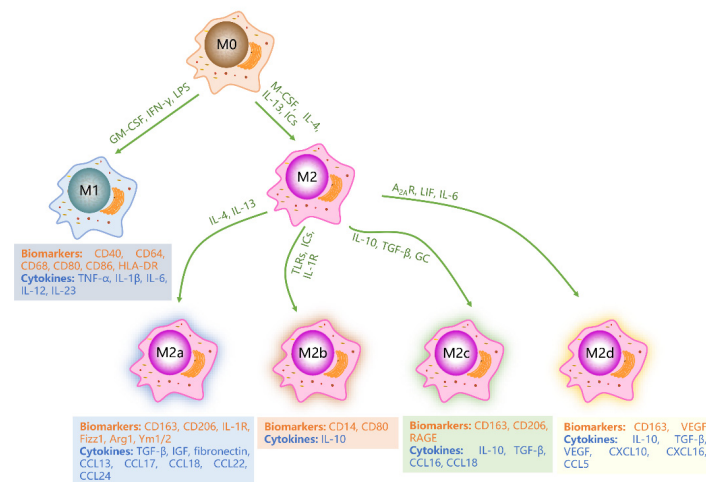 M0
GM-CSF, IFN-γ, LPS
M-CSF, IL-4,
IL-13, ICs
M1
M2
A2AR, LIF, IL-6
IL-4, IL-13
TLRs, ICs,
IL-1R
IL-10, TGF-β, GC
Biomarkers: CD40, CD64,
CD68, CD80, CD86, HLA-DR
Cytokines: TNF-α, IL-1β, IL-6,
IL-12, IL-23
M2a
M2b
M2c
M2d
Biomarkers: CD163, CD206, IL-1R,
Fizz1, Arg1, Ym1/2
Cytokines: TGF-β, IGF, fibronectin,
CCL13, CCL17, CCL18, CCL22,
CCL24
Biomarkers: CD14, CD80
Cytokines: IL-10
Biomarkers: CD163, CD206,
RAGE
Cytokines: IL-10, TGF-β,
CCL16, CCL18
Biomarkers: CD163, VEGF
Cytokines: IL-10, TGF-β,
VEGF, CXCL10, CXCL16,
CCL5